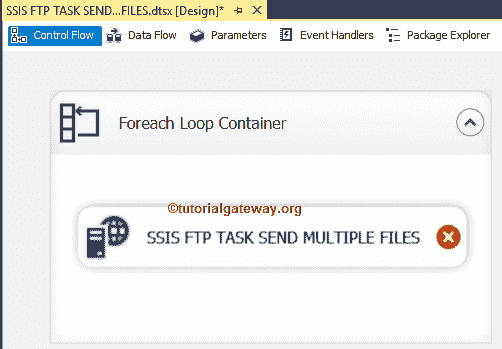 SSIS FTP TASK SEND...FILES.dtsx [Design]*
Control Flow Data Flow Parameters Event Handlers Package Explorer
Foreach Loop Container
©tutorialgateway.org
SSIS FTP TASK SEND MULTIPLE FILES